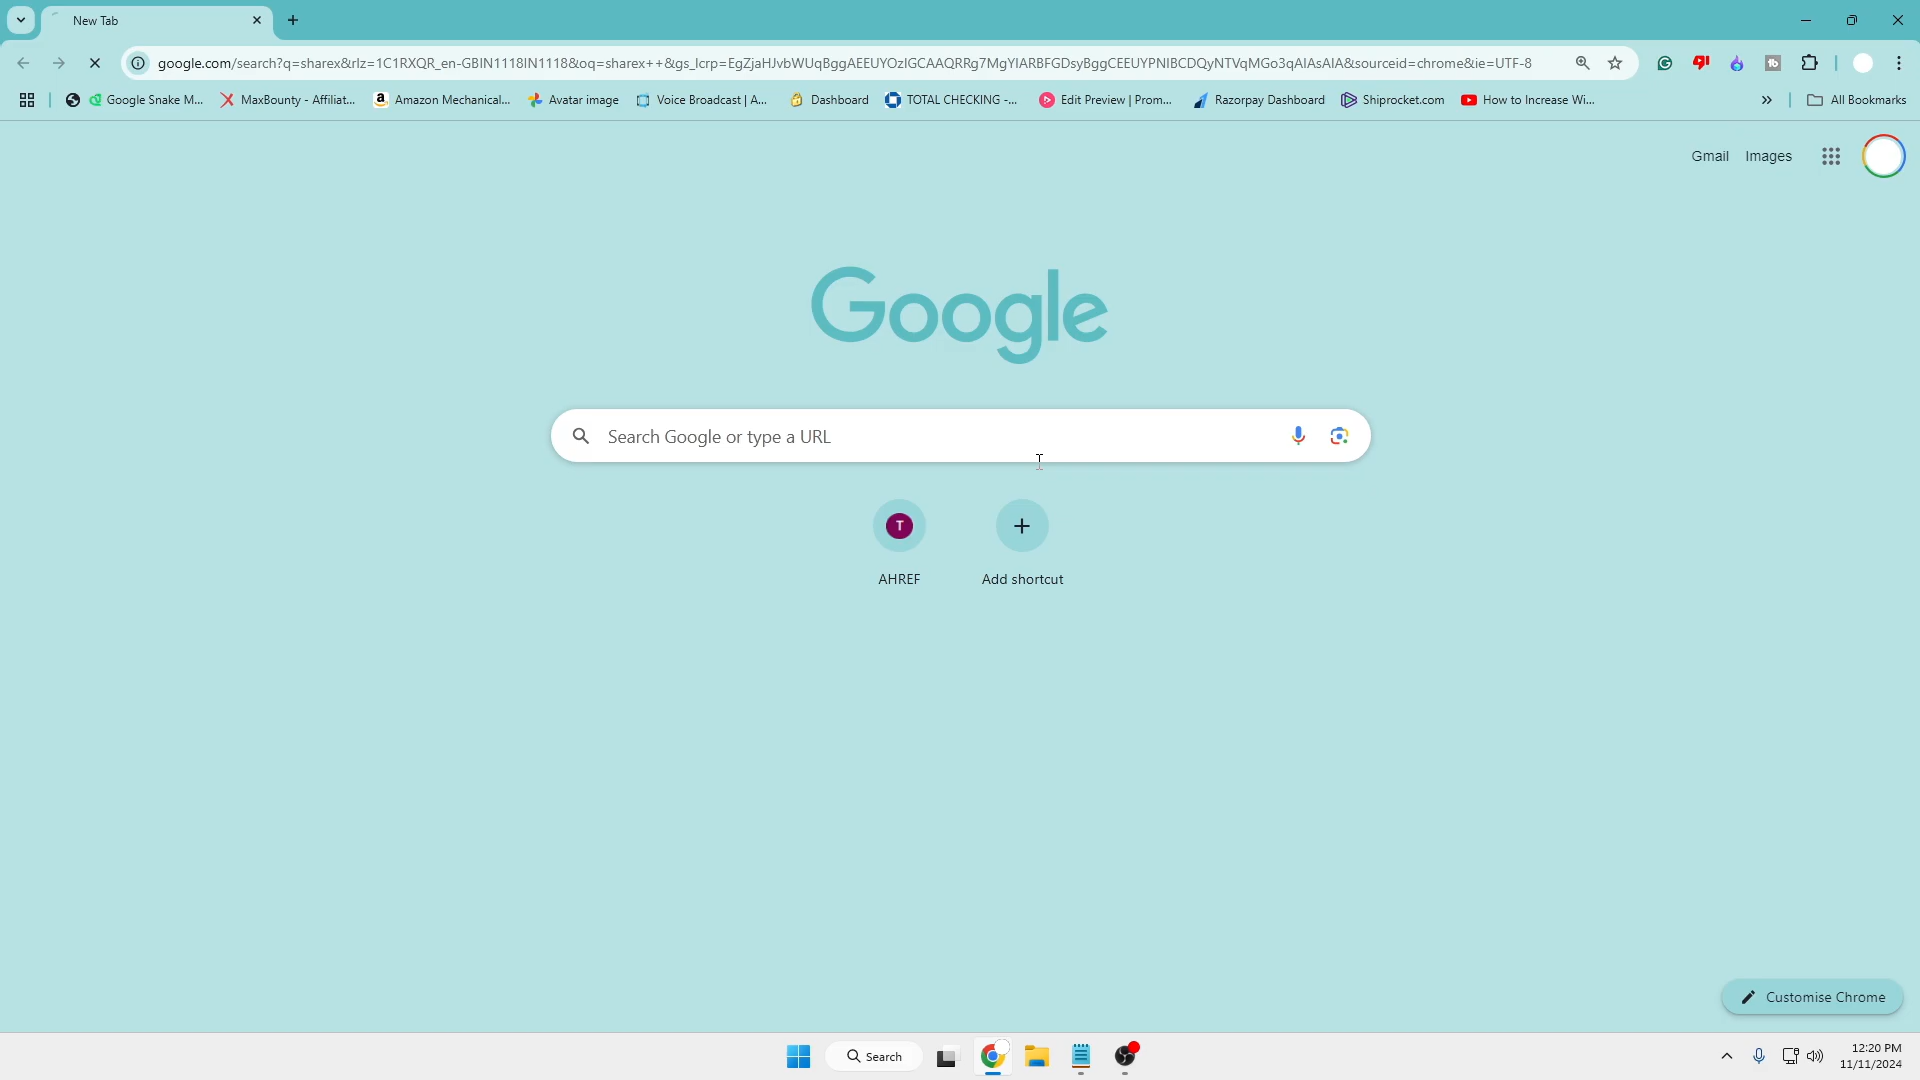 New Tab
google.com/search?q=sharex&rlz=1C1RXQR_en-GBIN1118IN1118&oq=sharex++&gs_lcrp=EgZjaHJvbWUqBggAEEUYOzIGCAAQRRg7MgYIARBFGDsyBggCEEUYPNIBCDQyNTVqMGo3qAIAsAIA&sourceid=chrome&ie=UTF-8
Google Snake M... MaxBounty - Affiliat... Amazon Mechanical... Avatar image Voice Broadcast | A... Dashboard TOTAL CHECKING -... Edit Preview | Prom... Razorpay Dashboard Shiprocket.com How to Increase Wi... » All Bookmarks
Gmail Images
Google
Search Google or type a URL
T
AHREF Add shortcut
Customise Chrome
Search
12:20 PM
11/11/2024